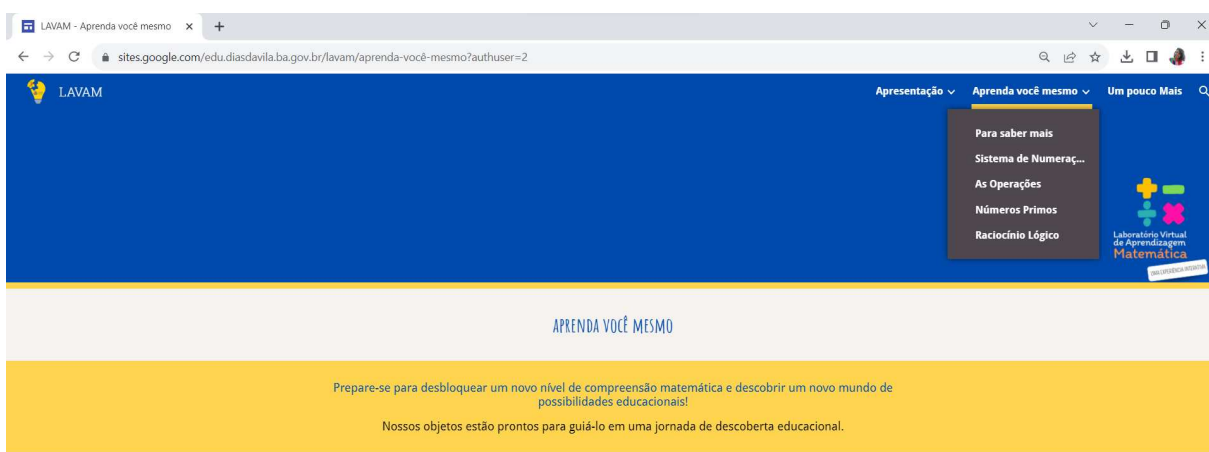 LAVAM - Aprenda você mesmo
sites.google.com/edu.diasdavila.ba.gov.br/lavam/aprenda-você-mesmo?authuser=2
LAVAM
Apresentação
Aprenda você mesmo
Um pouco Mais
Para saber mais
Sistema de Numeraç...
As Operações
Números Primos
Raciocínio Lógico
Laboratório Virtual
de Aprendizagem
Matemática
UMA EXPERIÊNCIA INTERATIVA
APRENDA VOCÊ MESMO
Prepare-se para desbloquear um novo nível de compreensão matemática e descobrir um novo mundo de
possibilidades educacionais!
Nossos objetos estão prontos para guiá-lo em uma jornada de descoberta educacional.